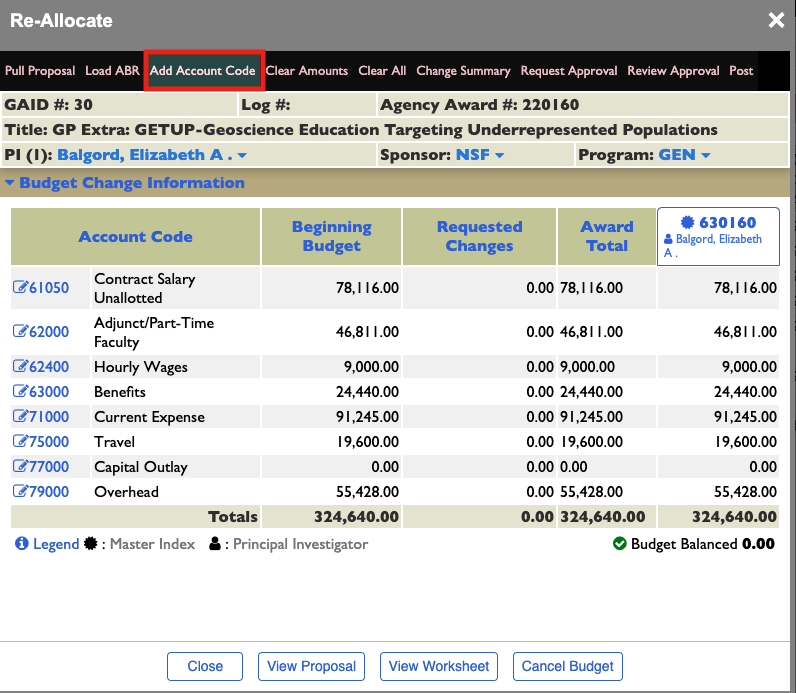 Re-Allocate
Pull Proposal Load ABR Add Account Code Clear Amounts Clear All Change Summary Request Approval Review Approval Post
GAID #: 30 Log #: Agency Award #: 220160
Title: GP Extra: GETUP-Geoscience Education Targeting Underrepresented Populations
PI (1): Balgord, Elizabeth A . Sponsor: NSF Program: GEN
Budget Change Information
Account Code Beginning Budget Requested Changes Award Total 630160 Balgord, Elizabeth A .
61050 Contract Salary Unallotted 78,116.00 0.00 78,116.00 78,116.00
62000 Adjunct/Part-Time Faculty 46,811.00 0.00 46,811.00 46,811.00
62400 Hourly Wages 9,000.00 0.00 9,000.00 9,000.00
63000 Benefits 24,440.00 0.00 24,440.00 24,440.00
71000 Current Expense 91,245.00 0.00 91,245.00 91,245.00
75000 Travel 19,600.00 0.00 19,600.00 19,600.00
77000 Capital Outlay 0.00 0.00 0.00 0.00
79000 Overhead 55,428.00 0.00 55,428.00 55,428.00
Totals 324,640.00 0.00 324,640.00 324,640.00
Legend : Master Index : Principal Investigator Budget Balanced 0.00
Close View Proposal View Worksheet Cancel Budget